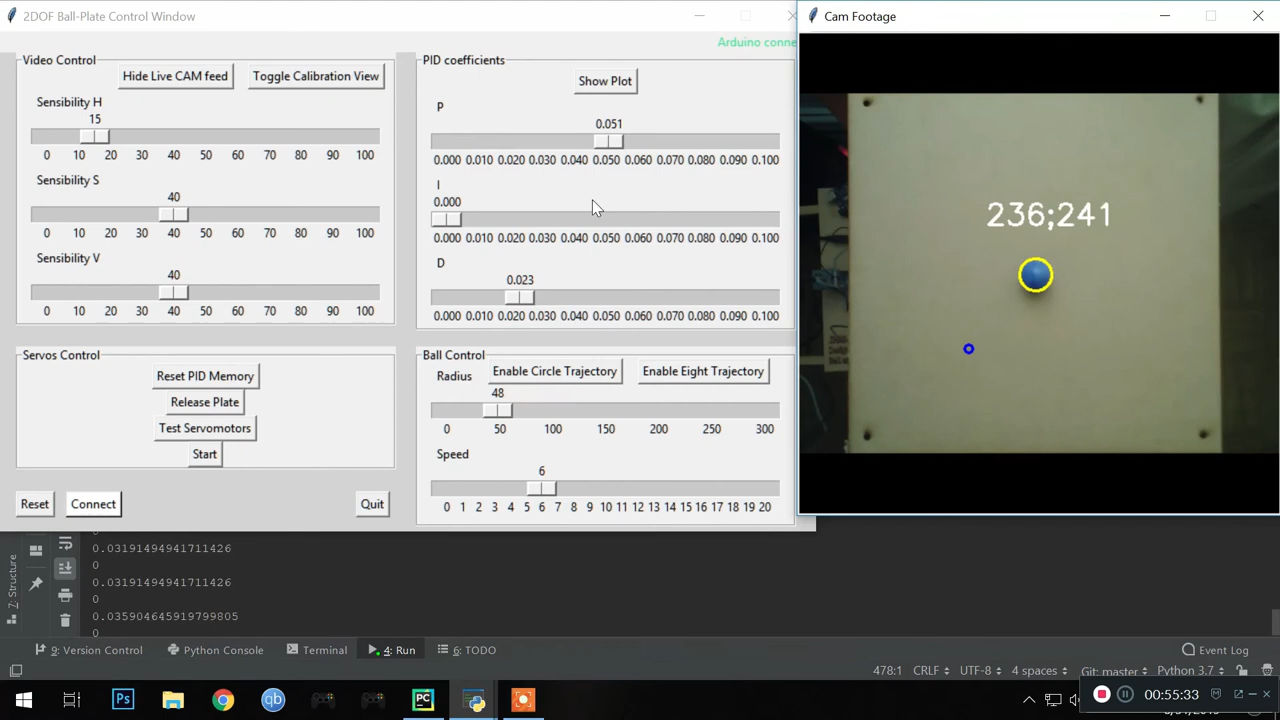 2DOF Ball-Plate Control Window
Cam Footage
Arduino conne
Video Control
Hide Live CAM feed
Toggle Calibration View
Sensibility H
15
0 10 20 30 40 50 60 70 80 90 100
Sensibility S
40
0 10 20 30 40 50 60 70 80 90 100
Sensibility V
40
0 10 20 30 40 50 60 70 80 90 100
PID coefficients
Show Plot
P
0.051
0.000 0.010 0.020 0.030 0.040 0.050 0.060 0.070 0.080 0.090 0.100
I
0.000
0.000 0.010 0.020 0.030 0.040 0.050 0.060 0.070 0.080 0.090 0.100
D
0.023
0.000 0.010 0.020 0.030 0.040 0.050 0.060 0.070 0.080 0.090 0.100
236;241
Servos Control
Reset PID Memory
Release Plate
Test Servomotors
Start
Reset
Connect
Quit
Ball Control
Radius
Enable Circle Trajectory
Enable Eight Trajectory
48
0 50 100 150 200 250 300
Speed
6
0 1 2 3 4 5 6 7 8 9 10 11 12 13 14 15 16 17 18 19 20
7: Structure
0.03191494941711426
0
0.03191494941711426
0
0.035904645919799805
0
9: Version Control
Python Console
Terminal
4: Run
6: TODO
Event Log
478:1 CRLF UTF-8 4 spaces Git: master Python 3.7
Ps
qb
PC
00:55:33